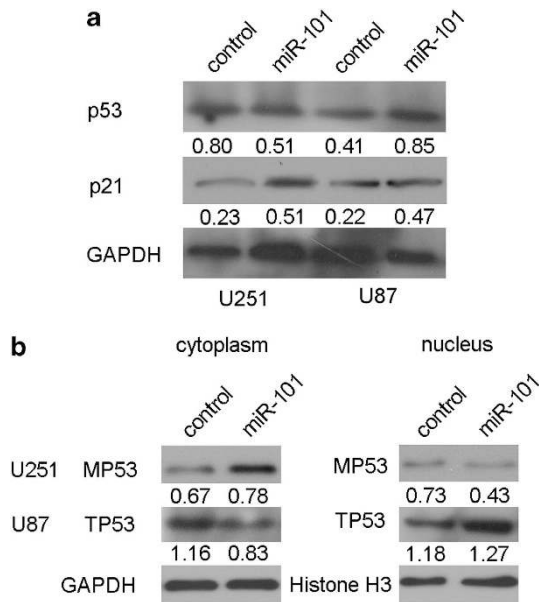 a
control miR-101 control miR-101
p53
0.80 0.51 0.41 0.85
p21
0.23 0.51 0.22 0.47
GAPDH
U251 U87
b
cytoplasm nucleus
control miR-101 control miR-101
U251 MP53 MP53
0.67 0.78 0.73 0.43
U87 TP53 TP53
1.16 0.83 1.18 1.27
GAPDH Histone H3